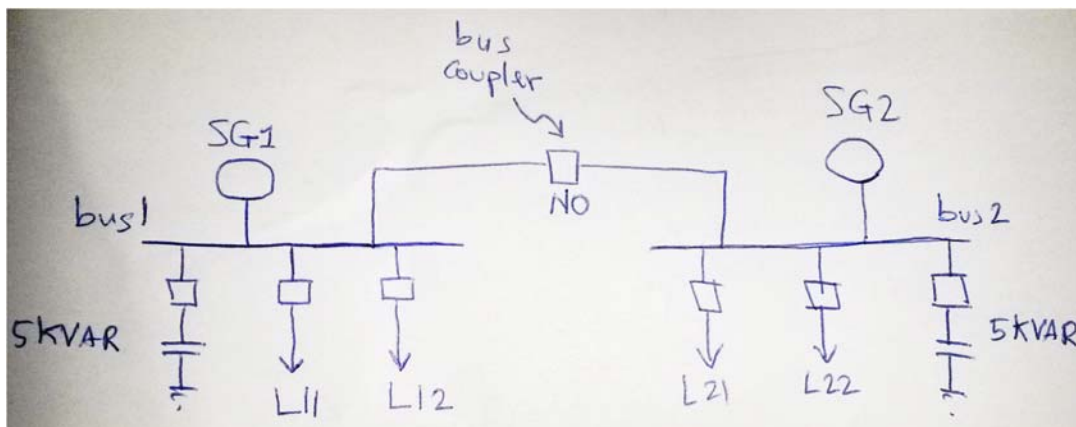 bus
Coupler
SG1
SG2
NO
bus1
bus2
5KVAR
5KVAR
L11
L12
L21
L22